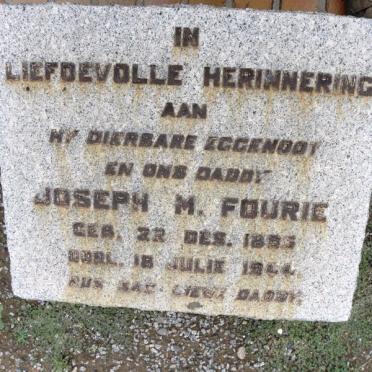 IN
LIEFDEVOLLE HERINNERING
AAN
MY DIERBARE EGGENOOT
EN ONS DADDY
JOSEPH M. FOURIE
GEB. 22 DES. 1895
OORL. 18 JULIE 1944.
RUS SAG LIEWE DADDY.